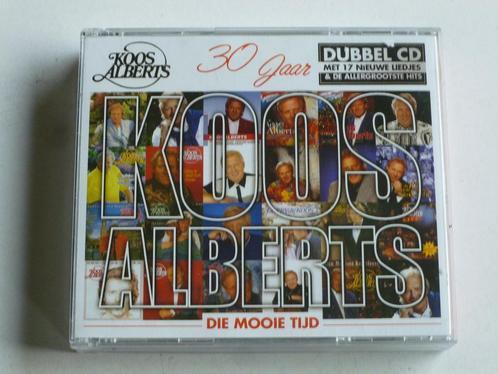 KOOS
ALBERTS
30 Jaar
DUBBEL CD
MET 17 NIEUWE LIEDJES
& DE ALLERGROOTSTE HITS
KOOS
ALBERTS
DIE MOOIE TIJD